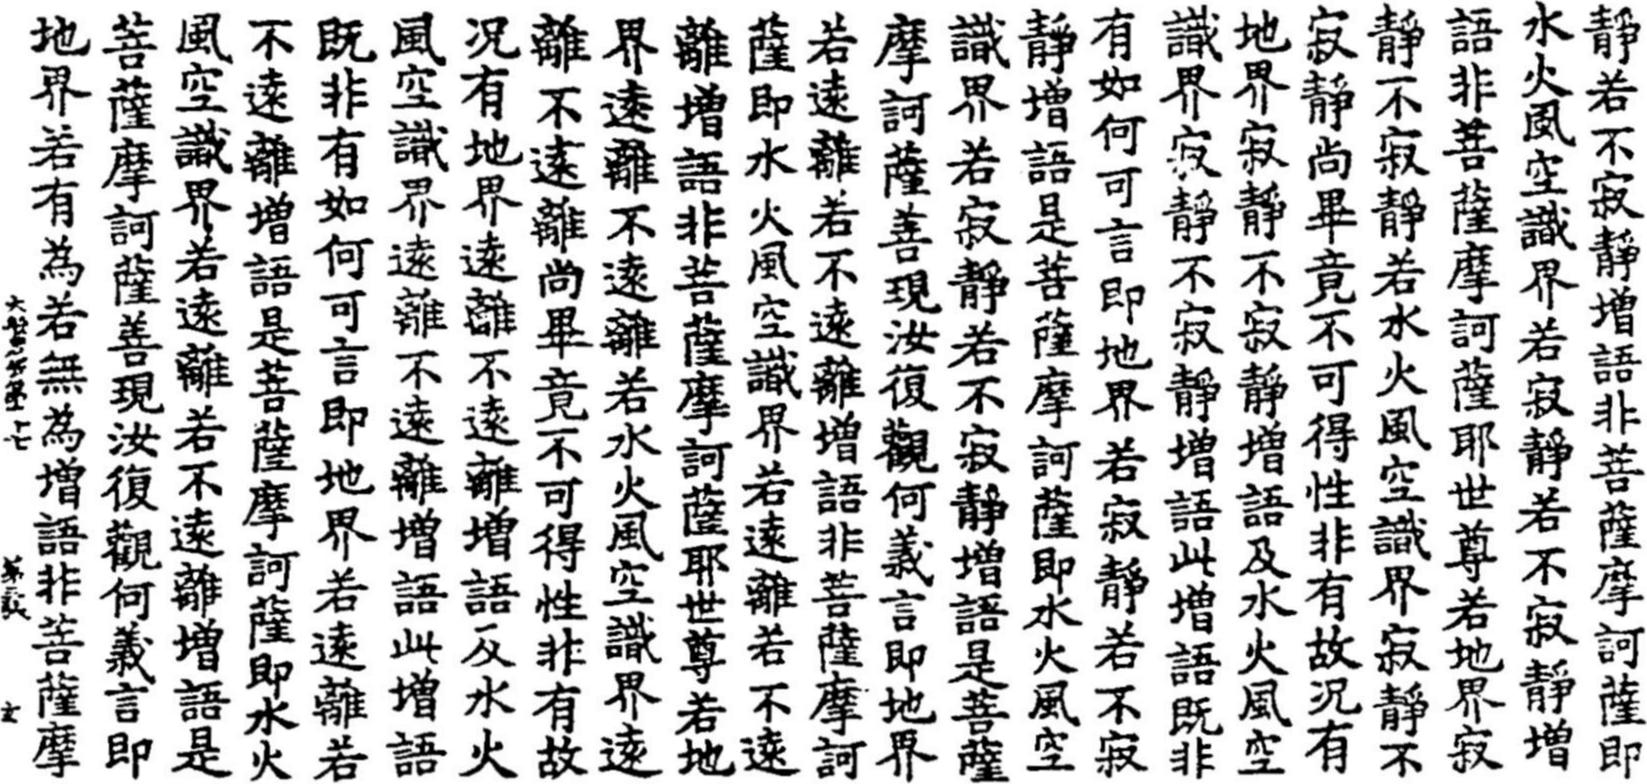 靜若不寂靜增語非菩薩摩訶薩即
水火風空識界若寂靜若不寂靜增
語非菩薩摩訶薩耶世尊若地界寂
靜不寂靜若水火風空識界寂靜不
寂靜尚畢竟不可得性非有故况有
地界寂靜不寂靜增語及水火風空
識界寂靜不寂靜增語此增語既非
有如何可言即地界若寂靜若不寂
靜增語是菩薩摩訶薩即水火風空
識界若寂靜若不寂靜增語是菩薩
摩訶薩善現汝復觀何義言即地界
若遠離若不遠離增語非菩薩摩訶
薩即水火風空識界若遠離若不遠
離增語非菩薩摩訶薩耶世尊若地
界遠離不遠離若水火風空識界遠
離不遠離尚畢竟不可得性非有故
况有地界遠離不遠離增語及水火
風空識界遠離不遠離增語此增語
既非有如何可言即地界若遠離若
不遠離增語是菩薩摩訶薩即水火
風空識界若遠離若不遠離增語是
菩薩摩訶薩善現汝復觀何義言即
地界若有為若無為增語非菩薩摩